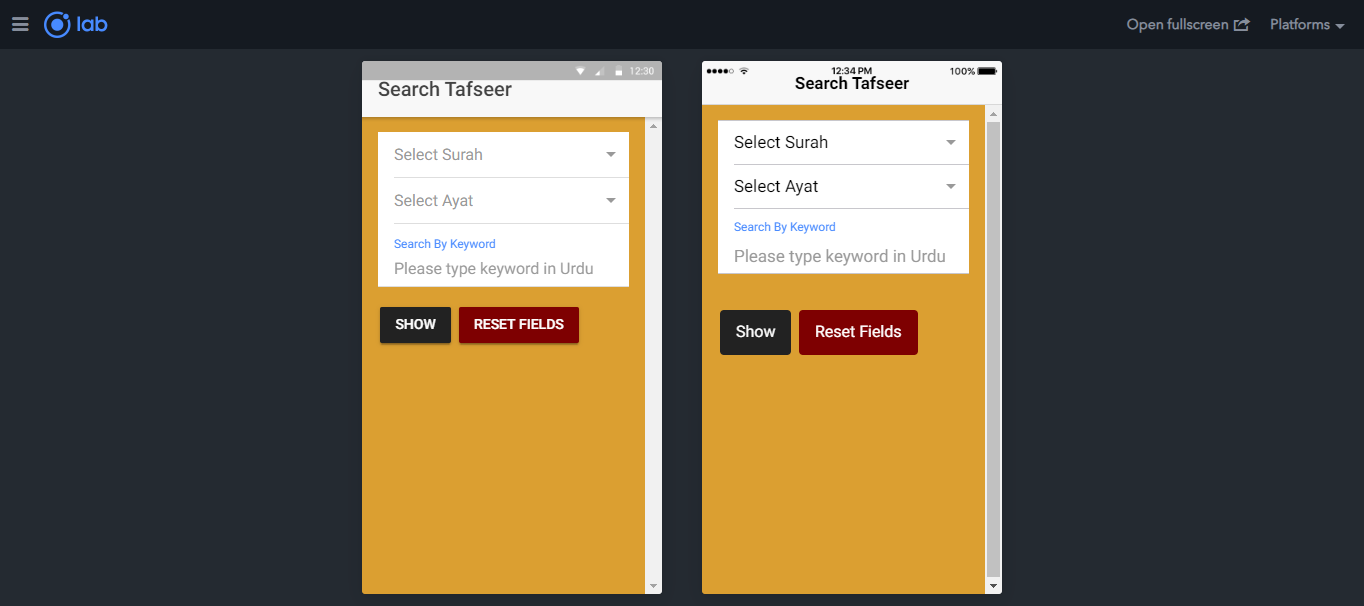 lab
Open fullscreen
Platforms
12:30
Search Tafseer
Select Surah
Select Ayat
Search By Keyword
Please type keyword in Urdu
SHOW
RESET FIELDS
12:34 PM
100%
Search Tafseer
Select Surah
Select Ayat
Search By Keyword
Please type keyword in Urdu
Show
Reset Fields